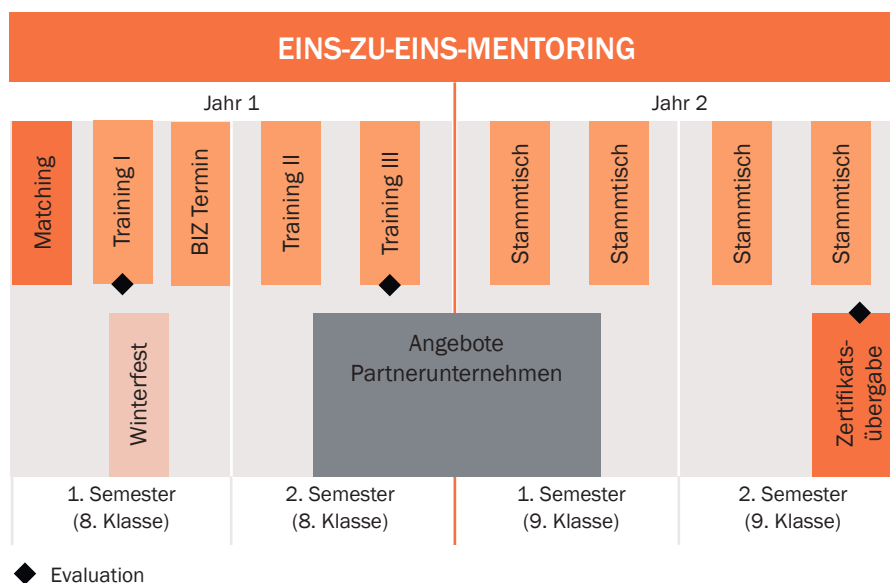 EINS-ZU-EINS-MENTORING
Jahr 1
Jahr 2
Matching
Training I
BIZ Termin
Training II
Training III
Stammtisch
Stammtisch
Stammtisch
Stammtisch
Winterfest
Angebote
Partnerunternehmen
Zertifikats-
übergabe
1. Semester
(8. Klasse)
2. Semester
(8. Klasse)
1. Semester
(9. Klasse)
2. Semester
(9. Klasse)
Evaluation